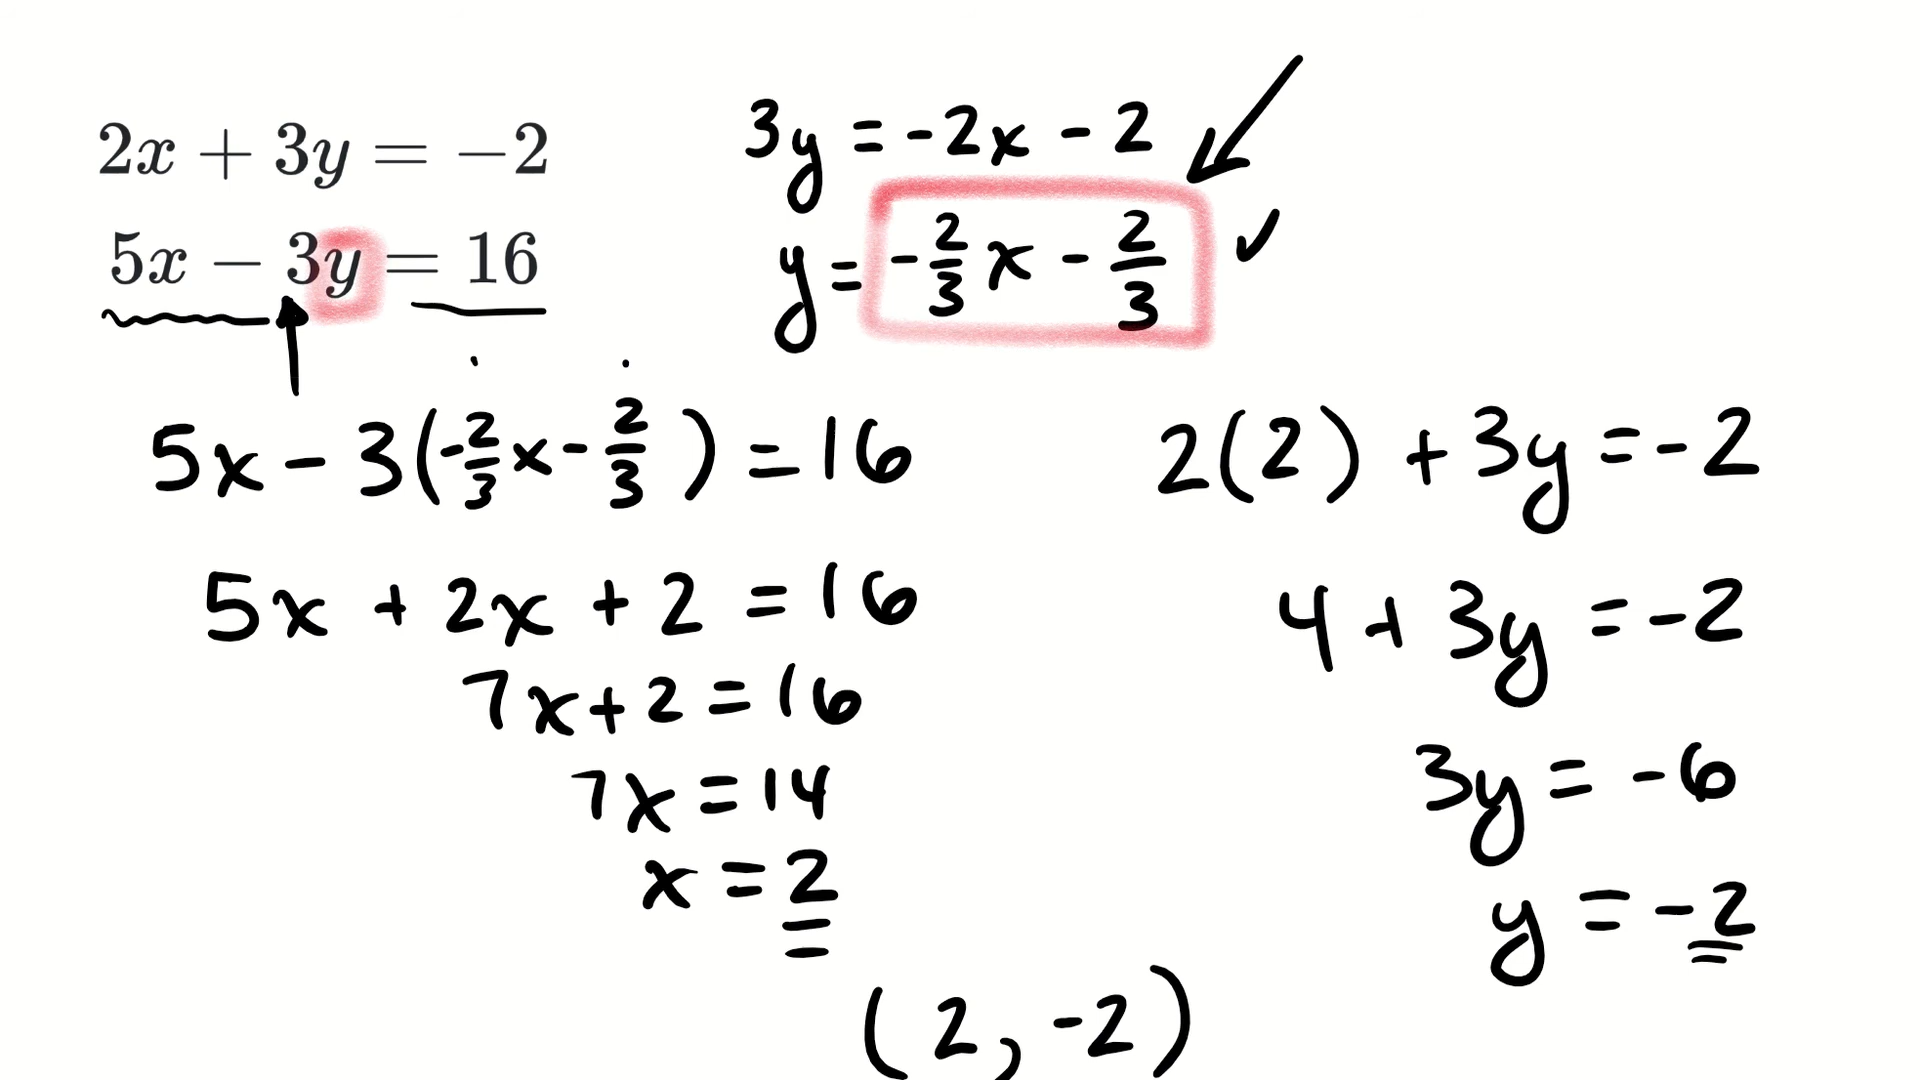 2x + 3y = −2
5x − 3y = 16
3y = -2x - 2
y = -2/3 x - 2/3 ✓
5x - 3(-2/3 x - 2/3) = 16
5x + 2x + 2 = 16
7x + 2 = 16
7x = 14
x = 2
2(2) + 3y = -2
4 + 3y = -2
3y = -6
y = -2
(2, -2)